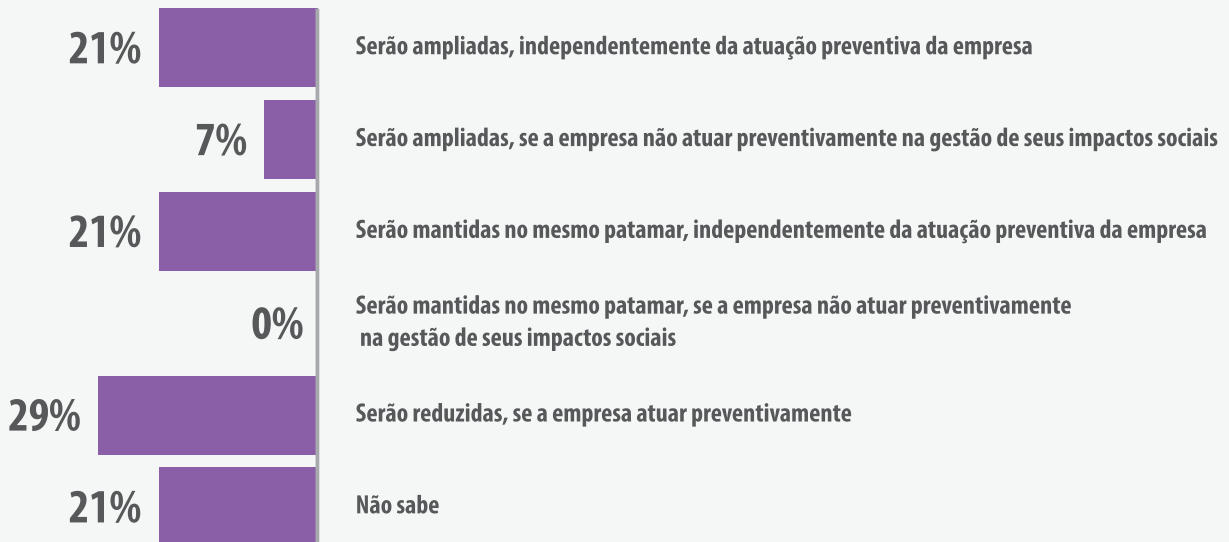 21%
Serão ampliadas, independentemente da atuação preventiva da empresa
7%
Serão ampliadas, se a empresa não atuar preventivamente na gestão de seus impactos sociais
21%
Serão mantidas no mesmo patamar, independentemente da atuação preventiva da empresa
0%
Serão mantidas no mesmo patamar, se a empresa não atuar preventivamente
na gestão de seus impactos sociais
29%
Serão reduzidas, se a empresa atuar preventivamente
21%
Não sabe